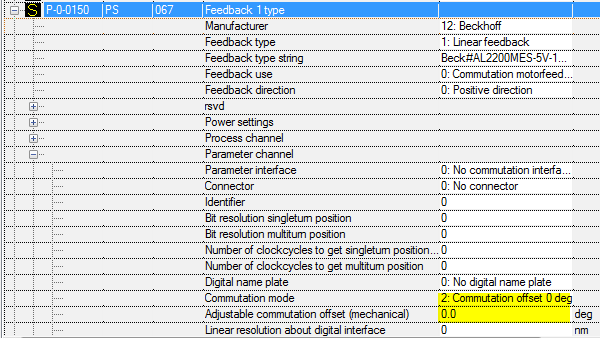 S P-0-0150 PS 067 Feedback 1 type
Manufacturer 12: Beckhoff
Feedback type 1: Linear feedback
Feedback type string Beck#AL2200MES-5V-1...
Feedback use 0: Commutation motorfeed...
Feedback direction 0: Positive direction
rsvd
Power settings
Process channel
Parameter channel
Parameter interface 0: No commutation interfa...
Connector 0: No connector
Identifier 0
Bit resolution singleturn position 0
Bit resolution multiturn position 0
Number of clockcycles to get singleturn position... 0
Number of clockcycles to get multiturn position 0
Digital name plate 0: No digital name plate
Commutation mode 2: Commutation offset 0 deg
Adjustable commutation offset (mechanical) 0.0 deg
Linear resolution about digital interface 0 nm